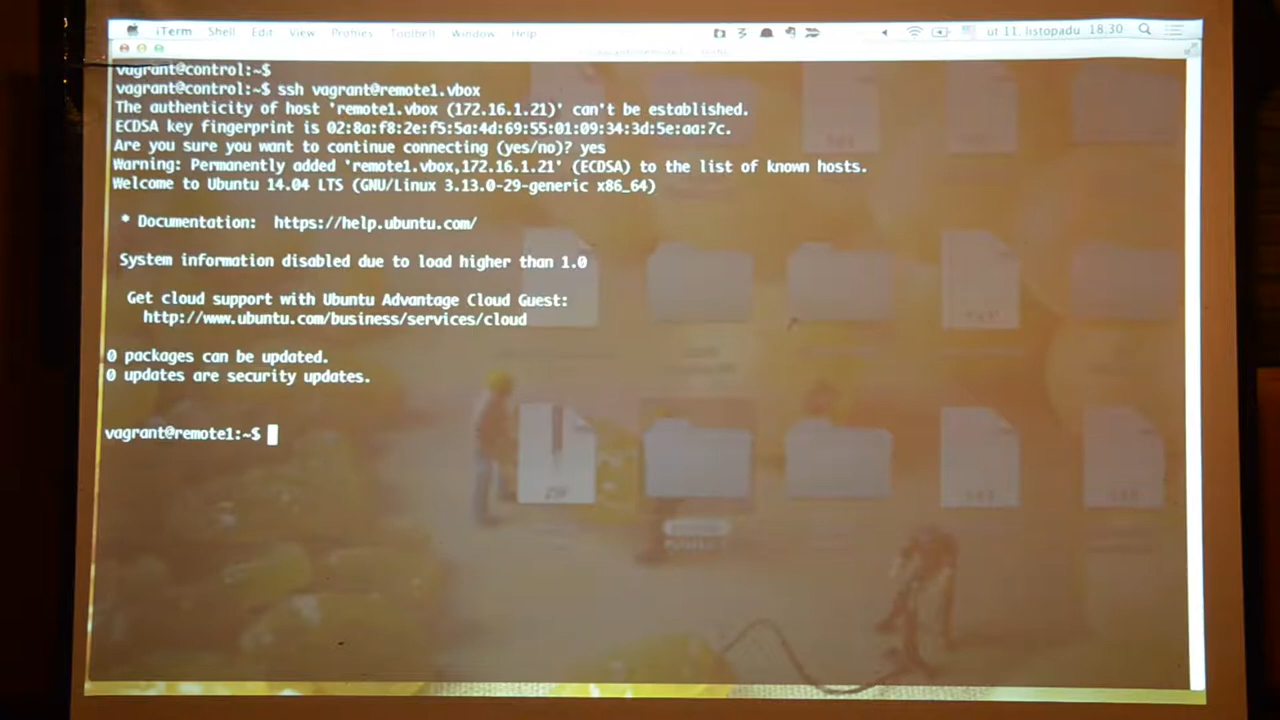 iTerm Shell Edit View Profiles Toolbelt Window Help út 11. listopadu 18.30
vagrant@control:~$
vagrant@control:~$ ssh vagrant@remote1.vbox
The authenticity of host 'remote1.vbox (172.16.1.21)' can't be established.
ECDSA key fingerprint is 02:8a:f8:2e:f5:5a:4d:69:55:01:09:34:3d:5e:aa:7c.
Are you sure you want to continue connecting (yes/no)? yes
Warning: Permanently added 'remote1.vbox,172.16.1.21' (ECDSA) to the list of known hosts.
Welcome to Ubuntu 14.04 LTS (GNU/Linux 3.13.0-29-generic x86_64)
* Documentation: https://help.ubuntu.com/
System information disabled due to load higher than 1.0
Get cloud support with Ubuntu Advantage Cloud Guest:
http://www.ubuntu.com/business/services/cloud
0 packages can be updated.
0 updates are security updates.
vagrant@remote1:~$
ZIP